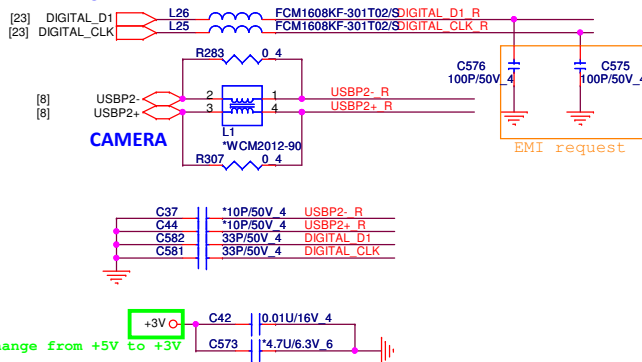 [23] DIGITAL_D1 L26 FCM1608KF-301T02/S DIGITAL_D1_R
[23] DIGITAL_CLK L25 FCM1608KF-301T02/S DIGITAL_CLK_R
R283 0_4
C576 C575
100P/50V_4 100P/50V_4
[8] USBP2- 2 1 USBP2-_R
[8] USBP2+ 3 4 USBP2+_R
L1
CAMERA *WCM2012-90
EMI request
R307 0_4
C37 *10P/50V_4 USBP2-_R
C44 *10P/50V_4 USBP2+_R
C582 33P/50V_4 DIGITAL_D1
C581 33P/50V_4 DIGITAL_CLK
+3V C42 0.01U/16V_4
hange from +5V to +3V C573 *4.7U/6.3V_6